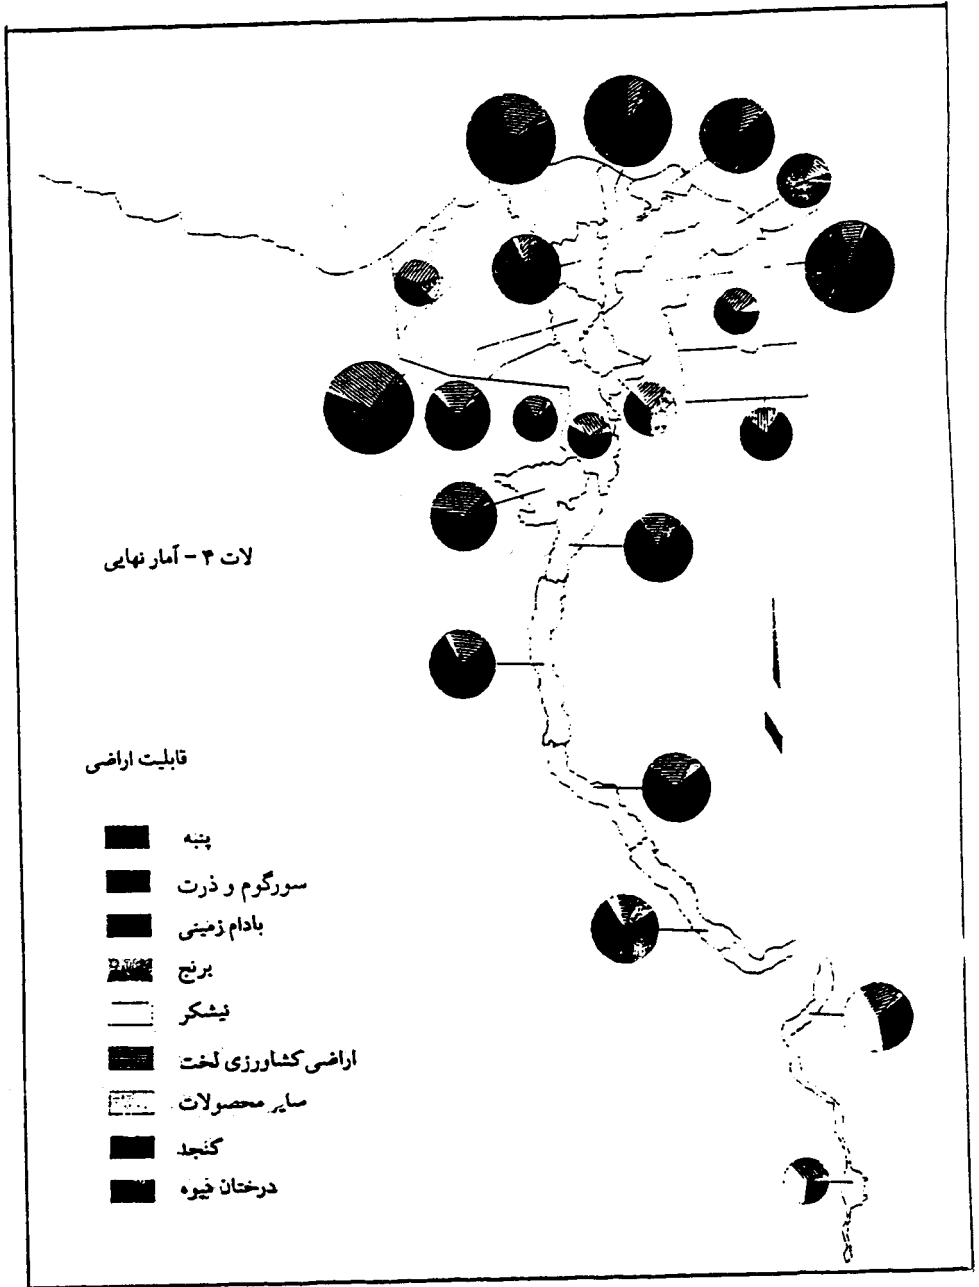 لات ۴ - آمار نهایی
قابلیت اراضی
پنبه
سورگوم و ذرت
بادام زمینی
برنج
نیشکر
اراضی کشاورزی لخت
سایر محصولات
کنجد
درختان میوه